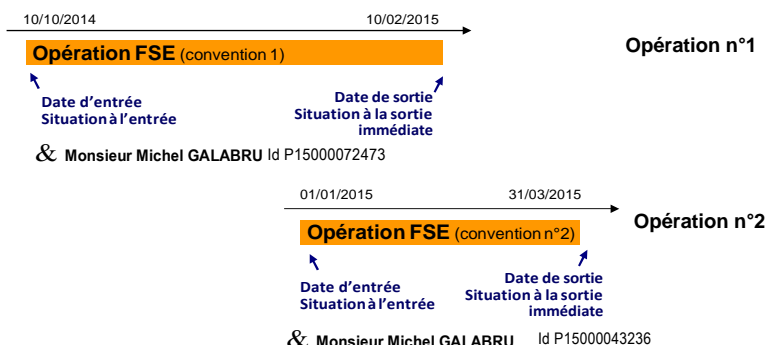 10/10/2014 10/02/2015
Opération n°1
Opération FSE (convention 1)
Date d'entrée
Situation à l'entrée
Date de sortie
Situation à la sortie
immédiate
& Monsieur Michel GALABRU Id P15000072473
01/01/2015 31/03/2015
Opération n°2
Opération FSE (convention n°2)
Date d'entrée
Situation à l'entrée
Date de sortie
Situation à la sortie
immédiate
& Monsieur Michel GALABRU Id P15000043236